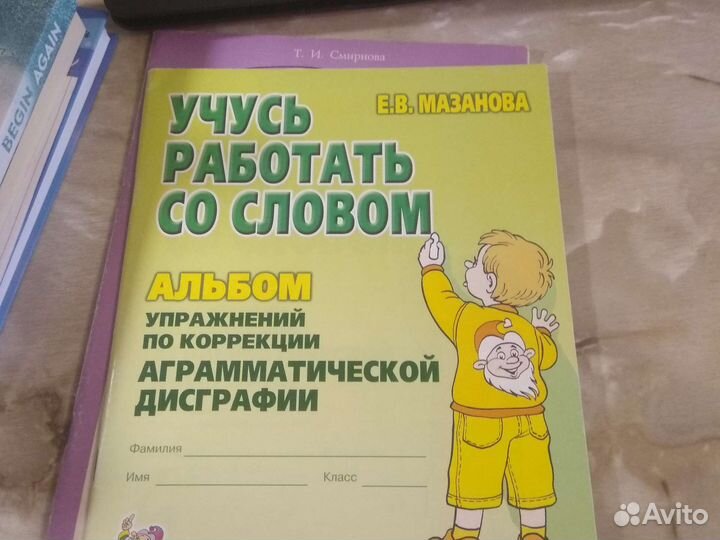 BEGIN AGAIN
Т. И. Смирнова
Е.В. МАЗАНОВА
УЧУСЬ
РАБОТАТЬ
СО СЛОВОМ
АЛЬБОМ
УПРАЖНЕНИЙ
ПО КОРРЕКЦИИ
АГРАММАТИЧЕСКОЙ
ДИСГРАФИИ
Фамилия
Имя Класс
Avito